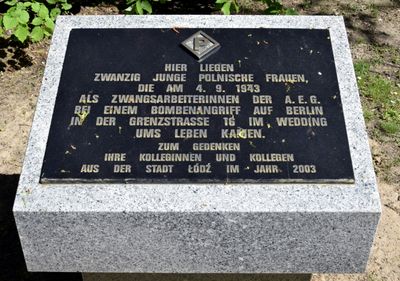 P
HIER LIEGEN
ZWANZIG JUNGE POLNISCHE FRAUEN,
DIE AM 4. 9. 1943
ALS ZWANGSARBEITERINNEN DER A.E.G.
BEI EINEM BOMBENANGRIFF AUF BERLIN
IN DER GRENZSTRASSE 16 IM WEDDING
UMS LEBEN KAMEN.
ZUM GEDENKEN
IHRE KOLLEGINNEN UND KOLLEGEN
AUS DER STADT ŁÓDŹ IM JAHR 2003